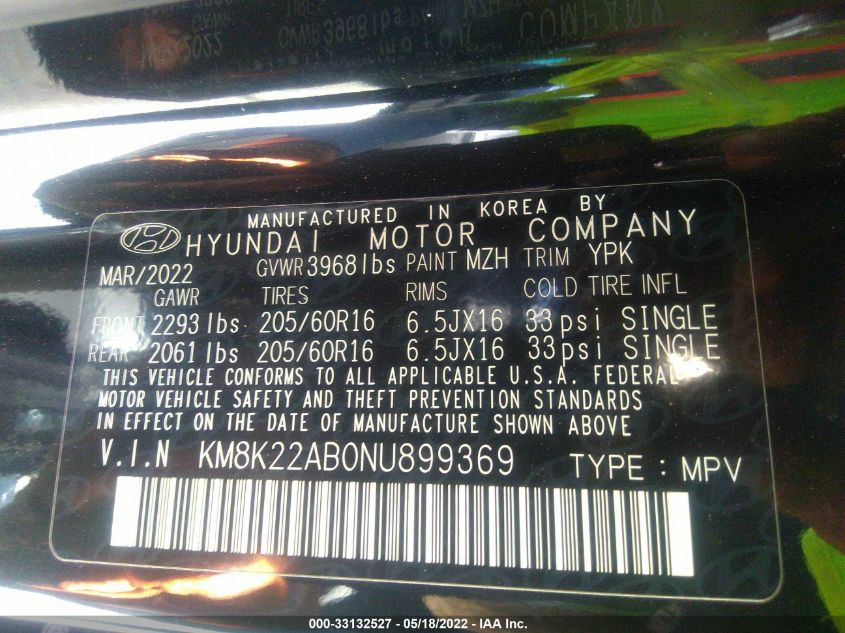 MANUFACTURED IN KOREA BY
HYUNDAI MOTOR COMPANY
MAR/2022 GVWR 3968 lbs PAINT MZH TRIM YPK
GAWR TIRES RIMS COLD TIRE INFL
FRONT 2293 lbs 205/60R16 6.5JX16 33 psi SINGLE
REAR 2061 lbs 205/60R16 6.5JX16 33 psi SINGLE
THIS VEHICLE CONFORMS TO ALL APPLICABLE U.S.A. FEDERAL
MOTOR VEHICLE SAFETY AND THEFT PREVENTION STANDARDS
IN EFFECT ON THE DATE OF MANUFACTURE SHOWN ABOVE
V.I.N KM8K22AB0NU899369 TYPE : MPV
000-33132527 - 05/18/2022 - IAA Inc.